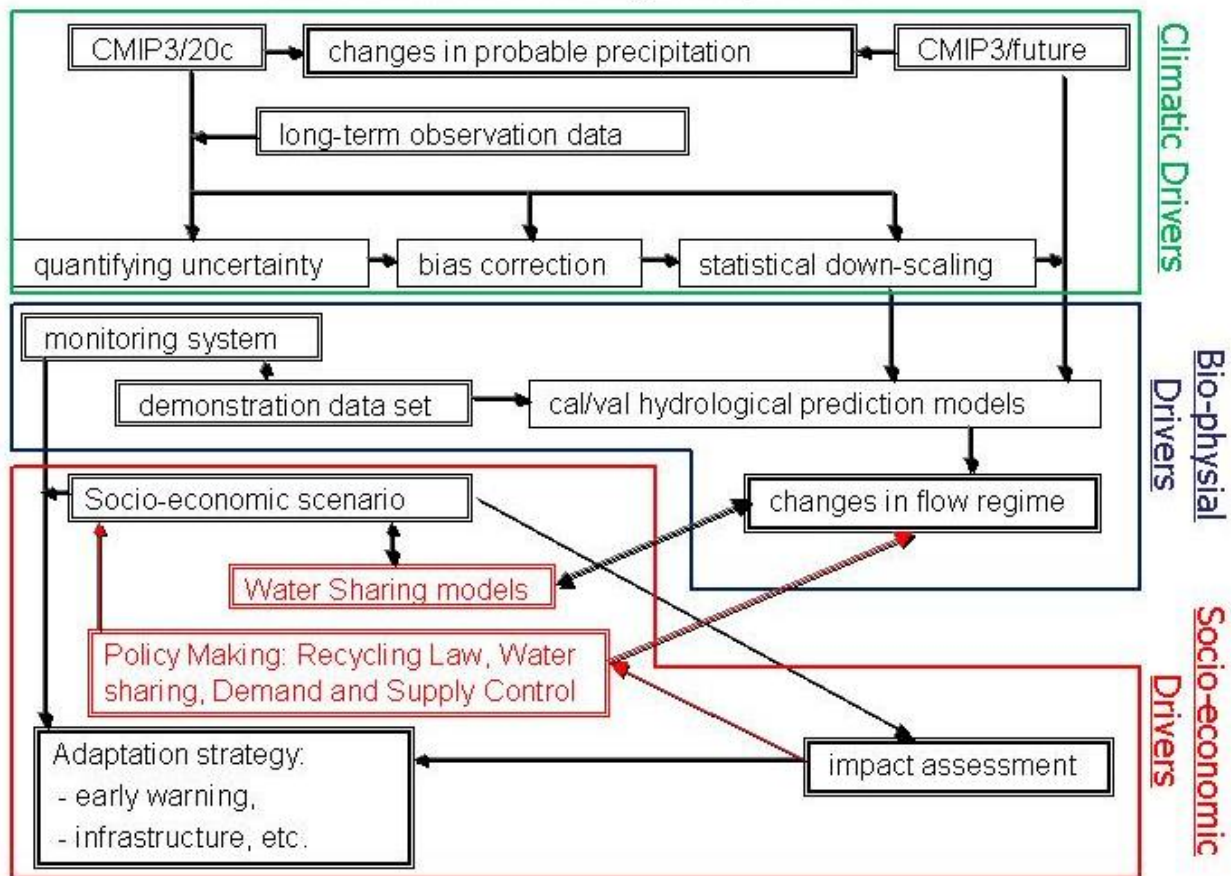 CMIP3/20c
changes in probable precipitation
CMIP3/future
long-term observation data
quantifying uncertainty
bias correction
statistical down-scaling
Climatic Drivers
monitoring system
demonstration data set
cal/val hydrological prediction models
changes in flow regime
Bio-physial
Drivers
Socio-economic scenario
Water Sharing models
Policy Making: Recycling Law, Water
sharing, Demand and Supply Control
Adaptation strategy:
- early warning,
- infrastructure, etc.
impact assessment
Socio-economic
Drivers